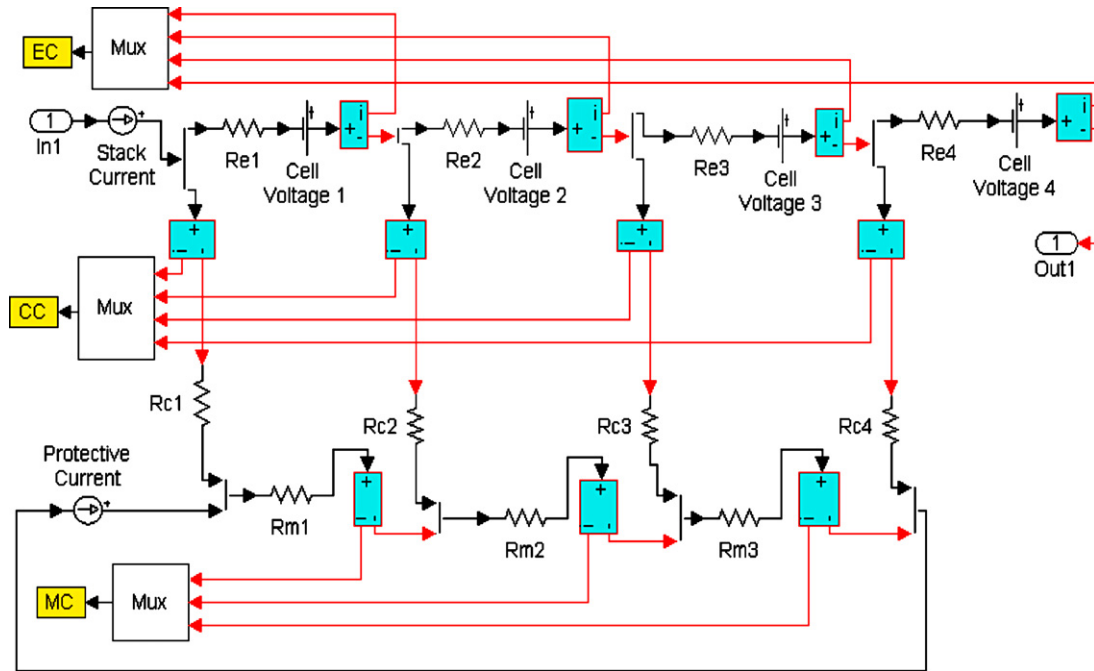 EC
Mux
1
In1
Stack
Current
Re1
Cell
Voltage 1
i
+
-
Re2
Cell
Voltage 2
i
+
-
Re3
Cell
Voltage 3
i
+
-
Re4
Cell
Voltage 4
i
+
-
1
Out1
CC
Mux
Rc1
Rc2
Rc3
Rc4
Protective
Current
Rm1
Rm2
Rm3
MC
Mux